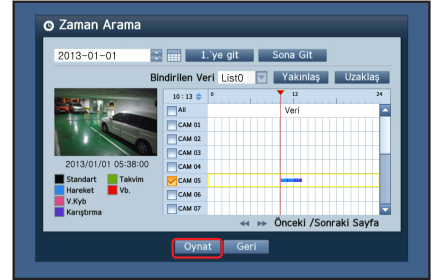 Zaman Arama
2013-01-01 1.'ye git Sona Git
Bindirilen Veri List0 Yakınlaş Uzaklaş
10 : 13 0 12 24
All Veri
CAM 01
CAM 02
CAM 03
CAM 04
CAM 05
CAM 06
CAM 07
2013/01/01 05:38:00
Standart Takvim
Hareket Vb.
V.Kyb
Karıştırma
Önceki /Sonraki Sayfa
Oynat Geri